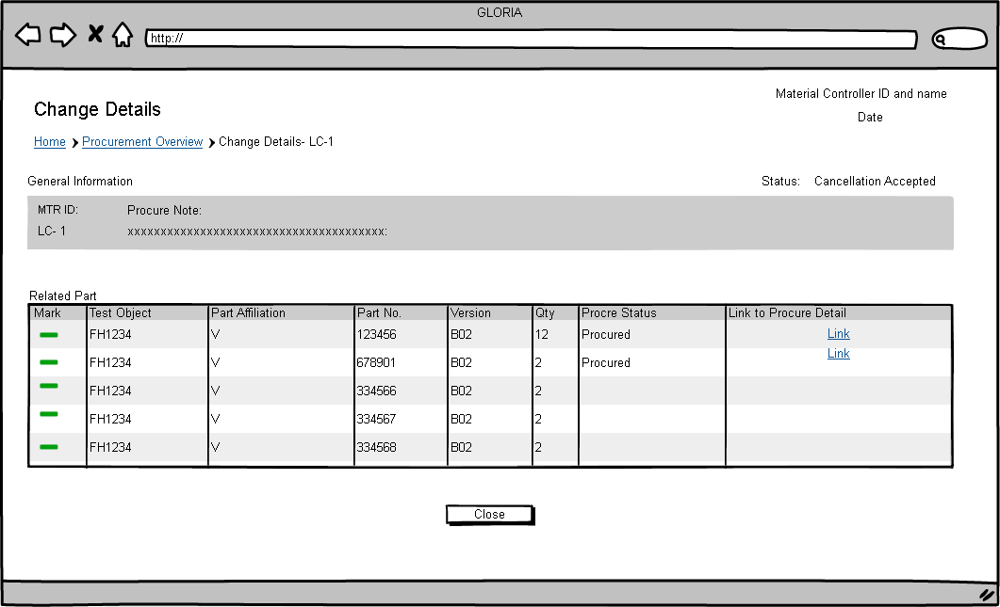 GLORIA
http://
Material Controller ID and name
Change Details
Date
Home Procurement Overview Change Details- LC-1
General Information Status: Cancellation Accepted
MTR ID: Procure Note:
LC- 1 xxxxxxxxxxxxxxxxxxxxxxxxxxxxxxxxxxxxxxx:
Related Part
Mark Test Object Part Affiliation Part No. Version Qty Procre Status Link to Procure Detail
FH1234 V 123456 B02 12 Procured Link
FH1234 V 678901 B02 2 Procured Link
FH1234 V 334566 B02 2
FH1234 V 334567 B02 2
FH1234 V 334568 B02 2
Close